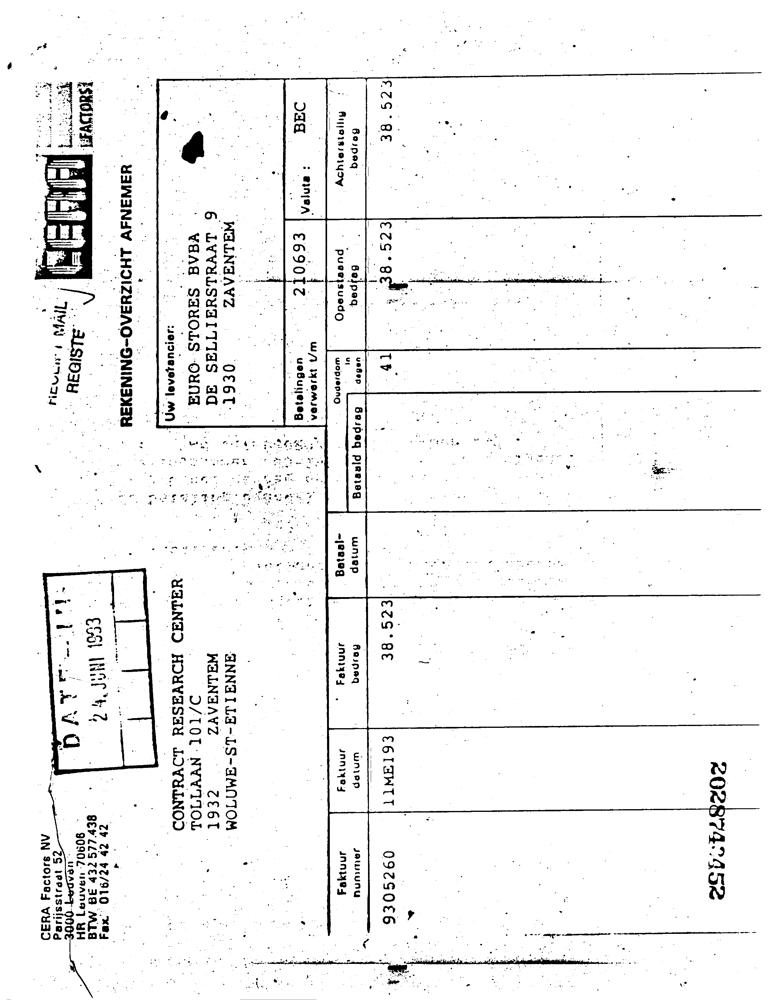 CERA Factors NV
Parijsstraat 52
3000 Leuven
HR Leuven 70606
BTW BE 432.577.438
Fax. 016/24 42 42
24. JUNI 1993
MAIL
REGISTE
CERA
FACTORS
REKENING-OVERZICHT AFNEMER
CONTRACT RESEARCH CENTER
TOLLAAN 101/C
1932 ZAVENTEM
WOLUWE-ST-ETIENNE
Uw leverancier:
EURO STORES BVBA
DE SELLIERSTRAAT 9
1930 ZAVENTEM
Betalingen verwerkt t/m 210693 Valuta : BEC
Faktuur nummer Faktuur datum Faktuur bedrag Betaal-datum Betaald bedrag Ouderdom in dagen Openstaand bedrag Achterstallig bedrag
9305260 11MEI93 38.523 41 38.523 38.523